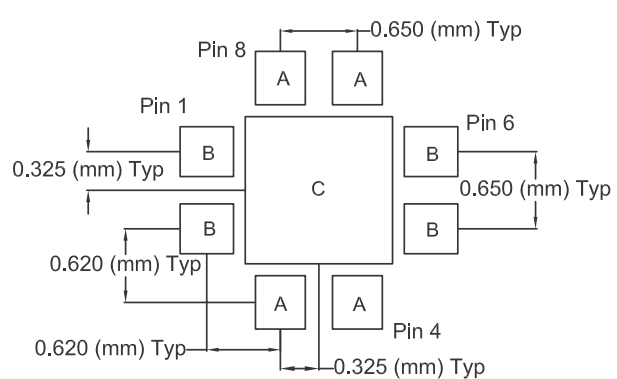 0.650 (mm) Typ
Pin 8
A
A
Pin 1
Pin 6
B
B
0.325 (mm) Typ
C
0.650 (mm) Typ
B
B
0.620 (mm) Typ
A
A
Pin 4
0.620 (mm) Typ
0.325 (mm) Typ